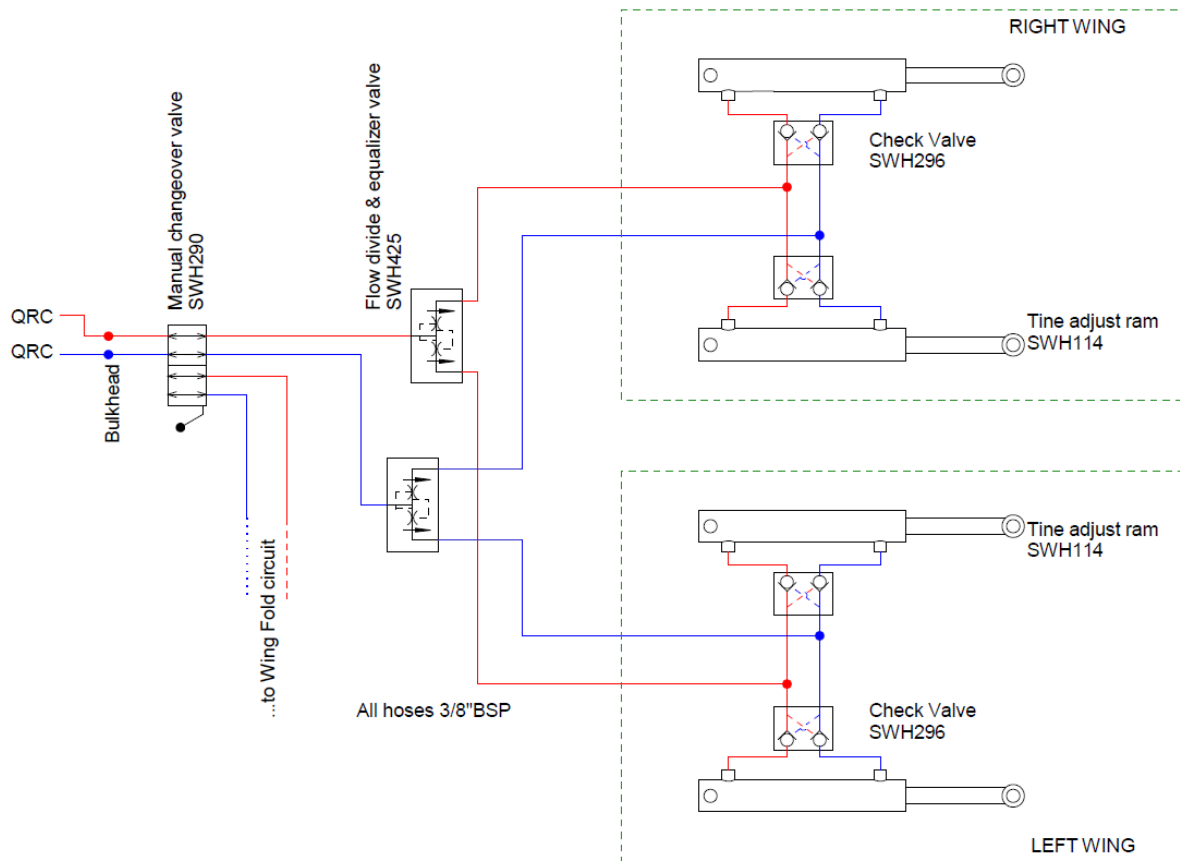 RIGHT WING
Manual changeover valve
SWH290
Flow divide & equalizer valve
SWH425
Check Valve
SWH296
QRC
QRC
Bulkhead
Tine adjust ram
SWH114
...to Wing Fold circuit
Tine adjust ram
SWH114
All hoses 3/8"BSP
Check Valve
SWH296
LEFT WING